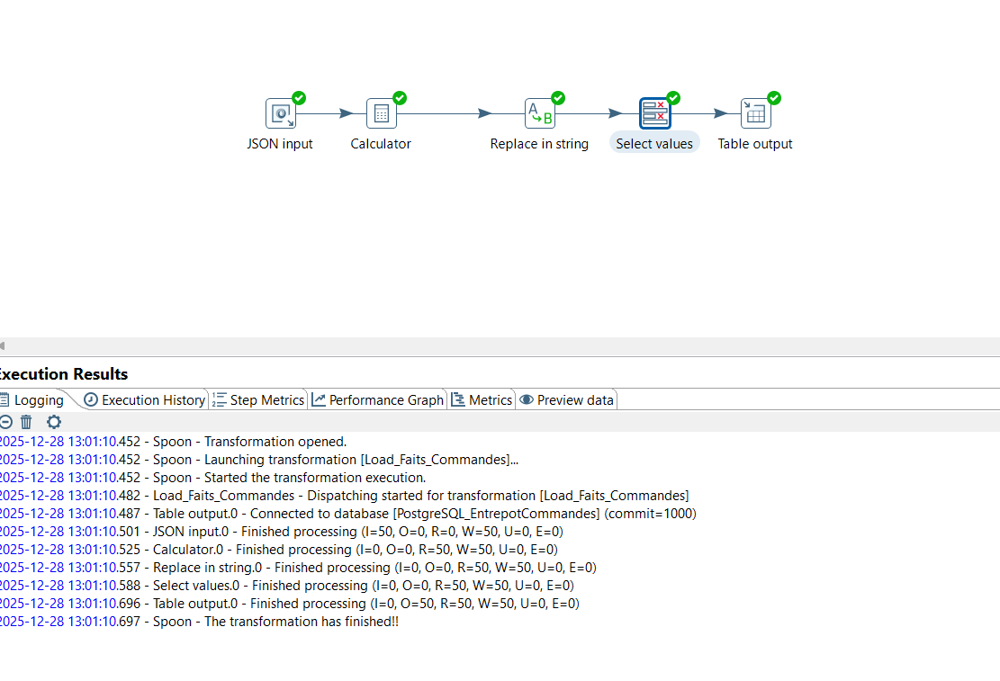 JSON input
Calculator
Replace in string
Select values
Table output
Execution Results
Logging Execution History Step Metrics Performance Graph Metrics Preview data
2025-12-28 13:01:10.452 - Spoon - Transformation opened.
2025-12-28 13:01:10.452 - Spoon - Launching transformation [Load_Faits_Commandes]...
2025-12-28 13:01:10.452 - Spoon - Started the transformation execution.
2025-12-28 13:01:10.482 - Load_Faits_Commandes - Dispatching started for transformation [Load_Faits_Commandes]
2025-12-28 13:01:10.487 - Table output.0 - Connected to database [PostgreSQL_EntrepotCommandes] (commit=1000)
2025-12-28 13:01:10.501 - JSON input.0 - Finished processing (I=50, O=0, R=0, W=50, U=0, E=0)
2025-12-28 13:01:10.525 - Calculator.0 - Finished processing (I=0, O=0, R=50, W=50, U=0, E=0)
2025-12-28 13:01:10.557 - Replace in string.0 - Finished processing (I=0, O=0, R=50, W=50, U=0, E=0)
2025-12-28 13:01:10.588 - Select values.0 - Finished processing (I=0, O=0, R=50, W=50, U=0, E=0)
2025-12-28 13:01:10.696 - Table output.0 - Finished processing (I=0, O=50, R=50, W=50, U=0, E=0)
2025-12-28 13:01:10.697 - Spoon - The transformation has finished!!